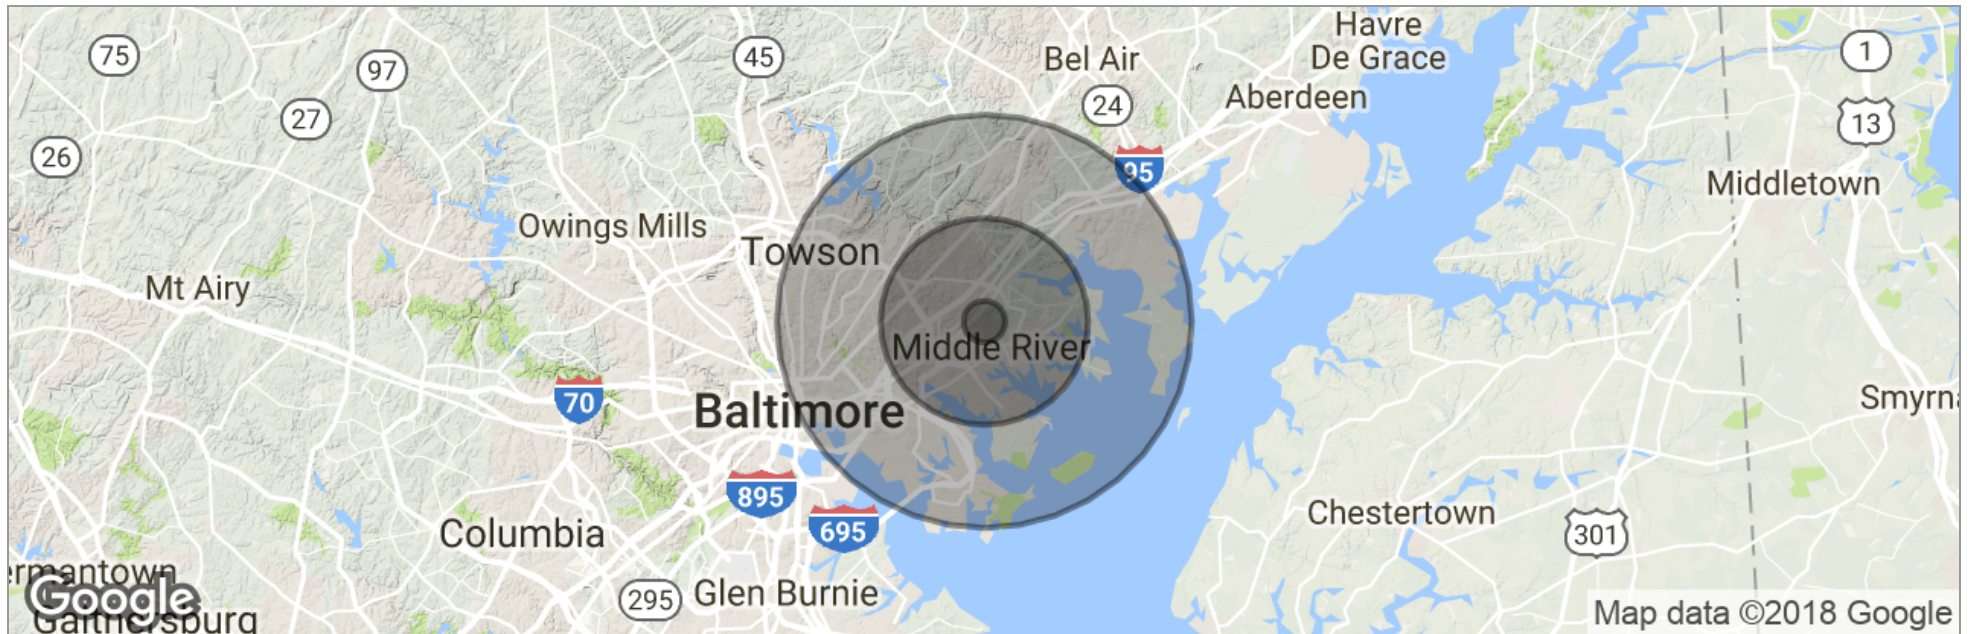 Havre
De Grace
75
97
45
Bel Air
1
24
Aberdeen
27
13
26
95
Middletown
Owings Mills
Towson
Mt Airy
Middle River
70
Baltimore
Smyrn
895
Chestertown
695
301
Columbia
ermantown
295
Glen Burnie
Google
Gaithersburg
Map data ©2018 Google